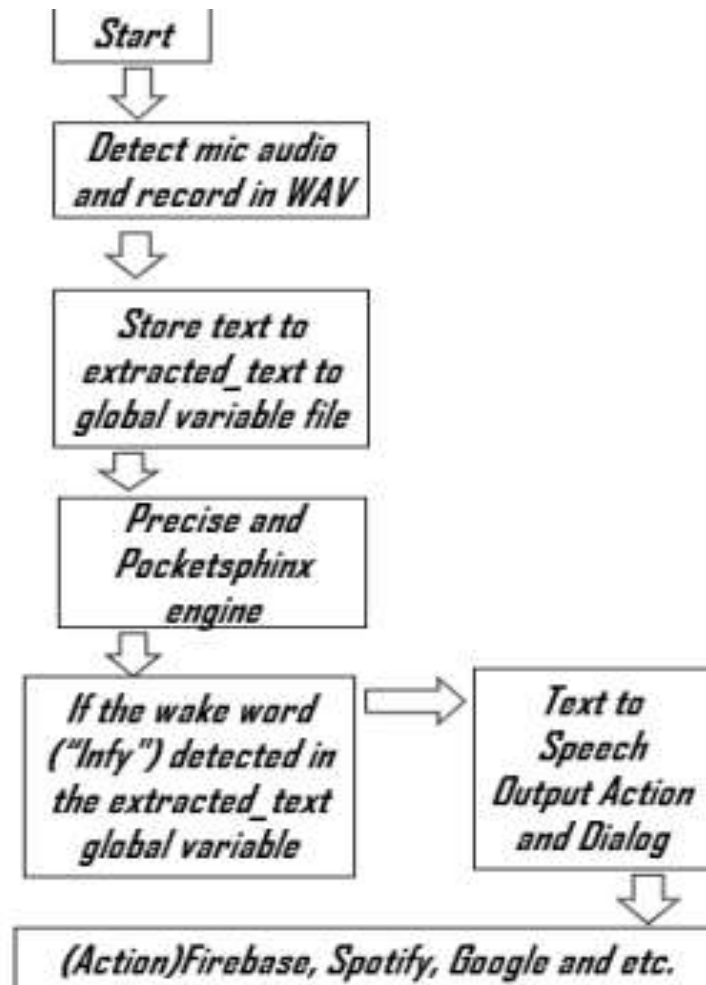 Start
Detect mic audio
and record in WAV
Store text to
extracted_text to
global variable file
Precise and
Pocketsphinx
engine
If the wake word
("Infy") detected in
the extracted_text
global variable
Text to
Speech
Output Action
and Dialog
(Action)Firebase, Spotify, Google and etc.